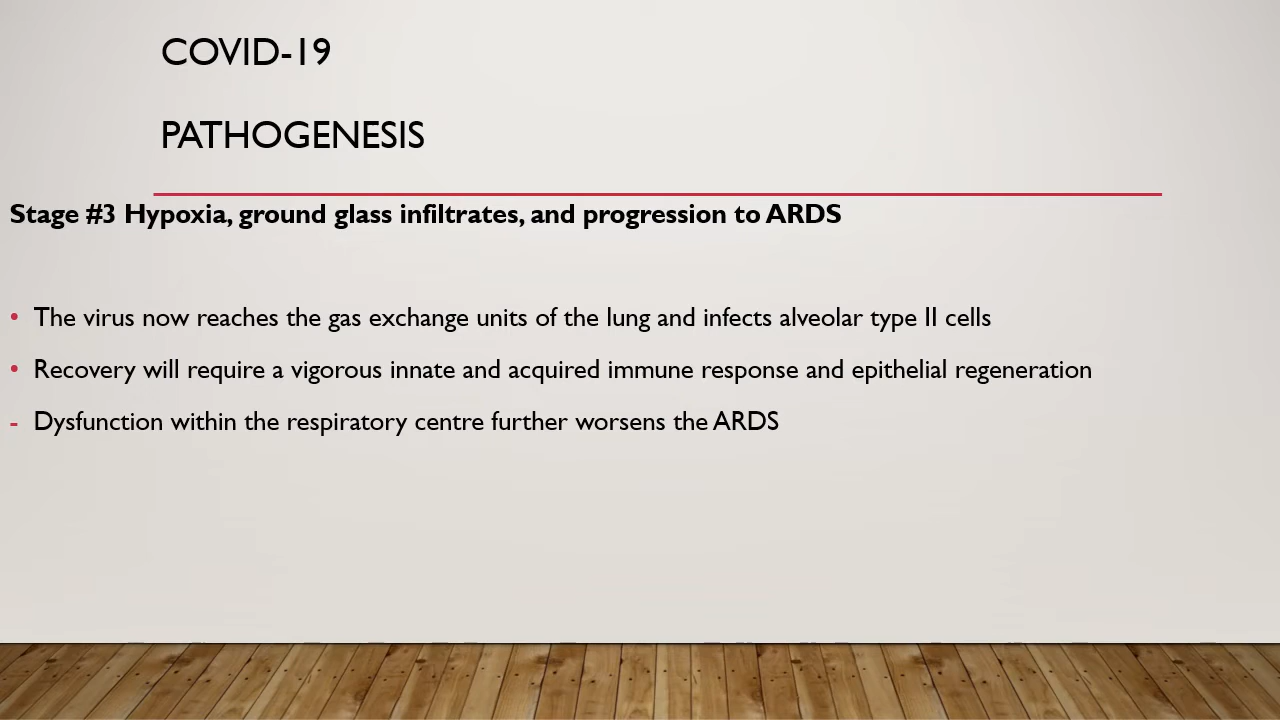 COVID-19
PATHOGENESIS
Stage #3 Hypoxia, ground glass infiltrates, and progression to ARDS
• The virus now reaches the gas exchange units of the lung and infects alveolar type II cells
• Recovery will require a vigorous innate and acquired immune response and epithelial regeneration
- Dysfunction within the respiratory centre further worsens the ARDS